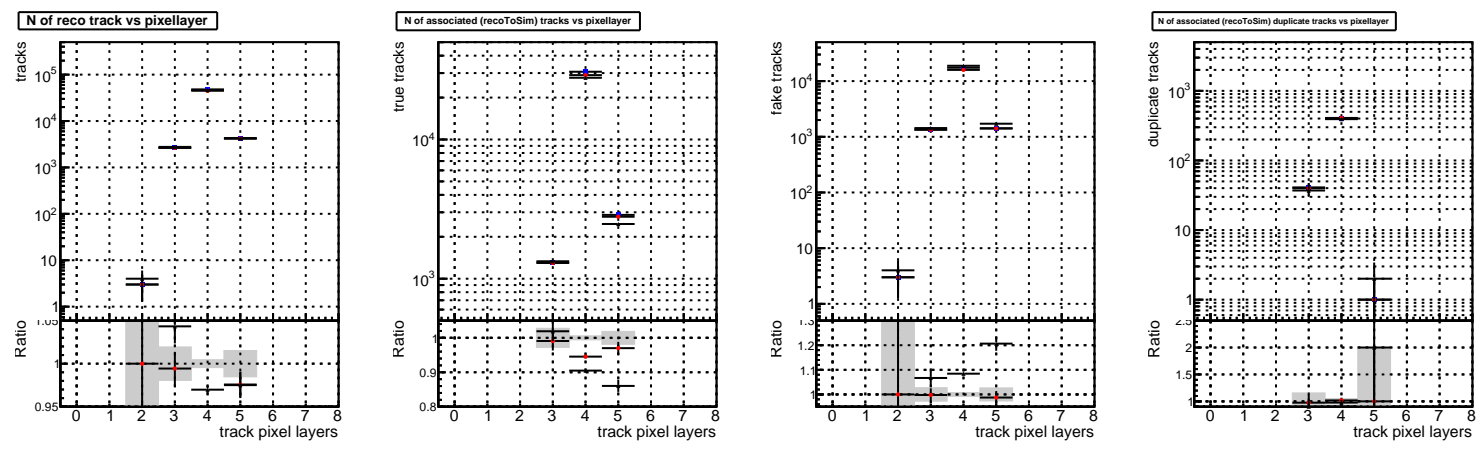 N of reco track vs pixellayer
tracks
10^5
10^4
10^3
10^2
10
1
Ratio
1.05
1
0.95
0 1 2 3 4 5 6 7 8
track pixel layers
N of associated (recoToSim) tracks vs pixellayer
true tracks
10^4
10^3
Ratio
1
0.9
0.8
0 1 2 3 4 5 6 7 8
track pixel layers
fake tracks
10^4
10^3
10^2
10
1
Ratio
1.3
1.2
1.1
1
0 1 2 3 4 5 6 7 8
track pixel layers
N of associated (recoToSim) duplicate tracks vs pixellayer
duplicate tracks
10^3
10^2
10
1
Ratio
2.5
2
1.5
1
0 1 2 3 4 5 6 7 8
track pixel layers